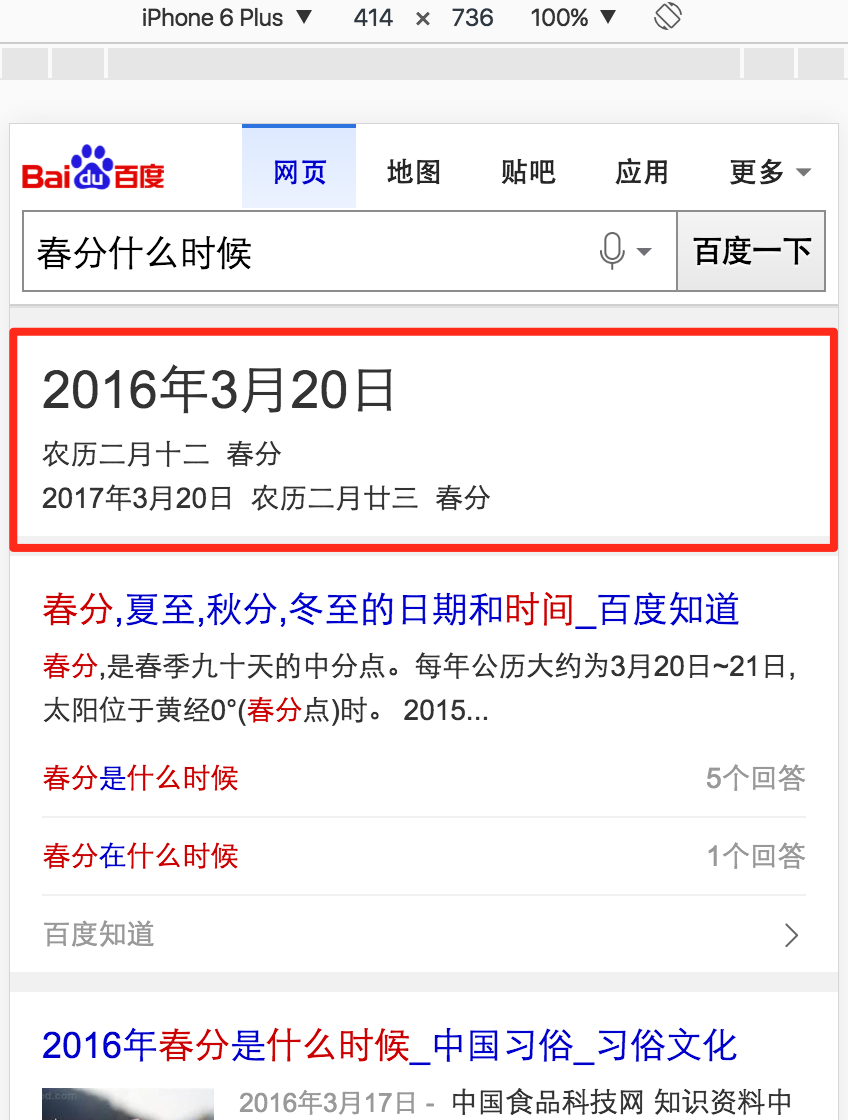 iPhone 6 Plus ▼ 414 × 736 100% ▼
Bai du 百度 网页 地图 贴吧 应用 更多
春分什么时候 百度一下
2016年3月20日
农历二月十二 春分
2017年3月20日 农历二月廿三 春分
春分,夏至,秋分,冬至的日期和时间_百度知道
春分,是春季九十天的中分点。每年公历大约为3月20日~21日,
太阳位于黄经0°(春分点)时。 2015...
春分是什么时候 5个回答
春分在什么时候 1个回答
百度知道
2016年春分是什么时候_中国习俗_习俗文化
2016年3月17日 - 中国食品科技网 知识资料中